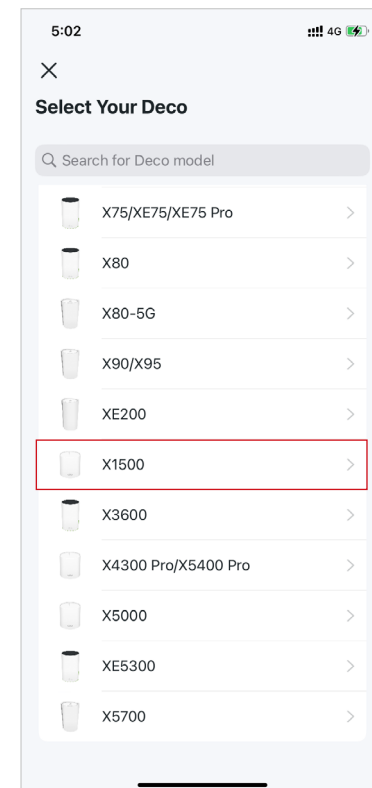 5:02
4G
Select Your Deco
Search for Deco model
X75/XE75/XE75 Pro
X80
X80-5G
X90/X95
XE200
X1500
X3600
X4300 Pro/X5400 Pro
X5000
XE5300
X5700